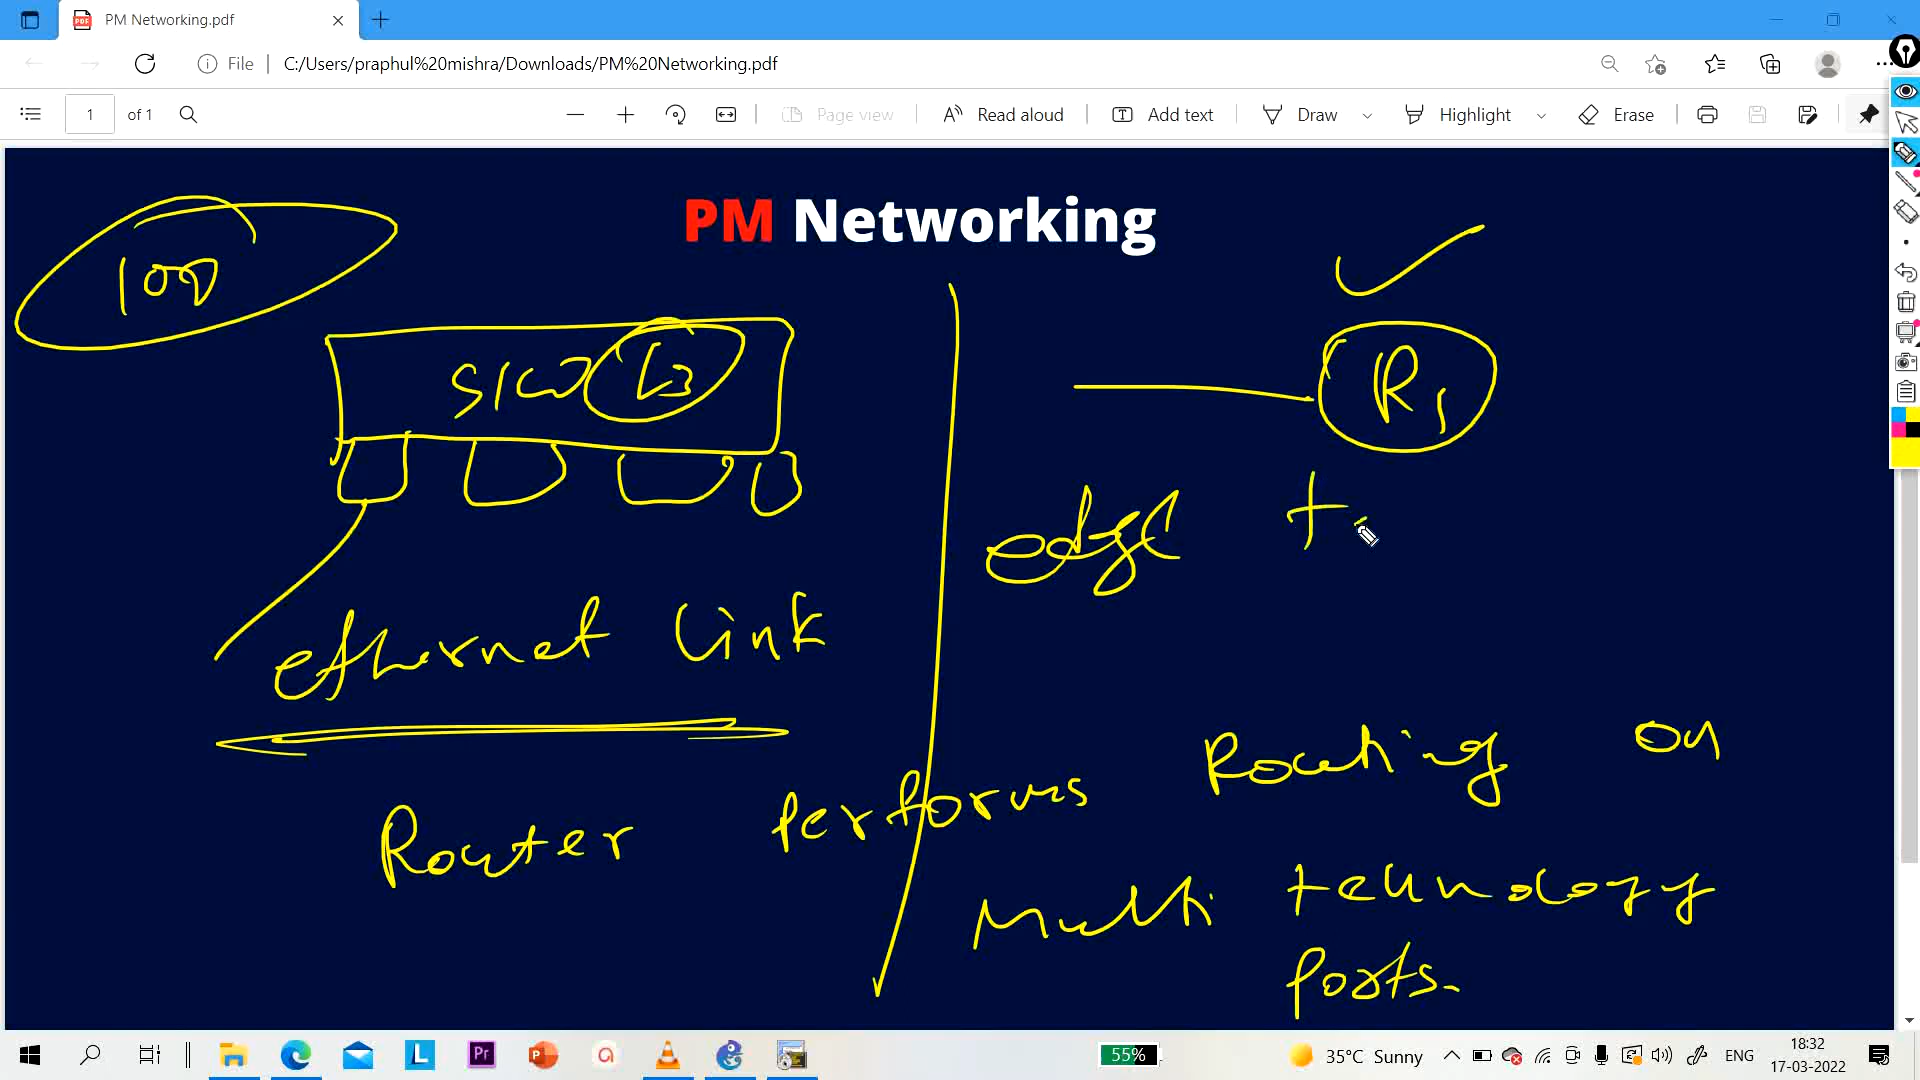 PM Networking.pdf
File
C:/Users/praphul%20mishra/Downloads/PM%20Networking.pdf
1 of 1
Page view
Read aloud
Add text
Draw
Highlight
Erase
PM Networking
100
S/W L3
R1
edge
ethernet link
Router performs Routing on
Multi technology
ports.
55%
35°C Sunny
ENG
18:32
17-03-2022